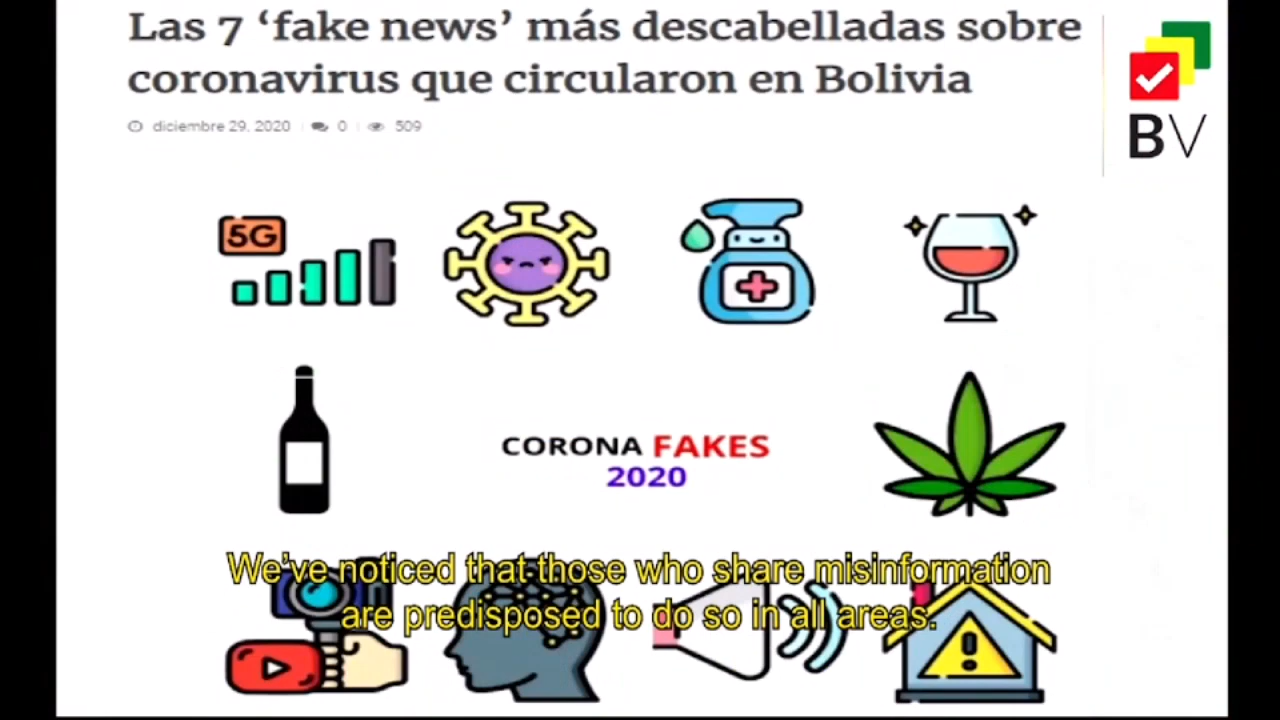 Las 7 ‘fake news’ más descabelladas sobre
coronavirus que circularon en Bolivia
diciembre 29, 2020 0 509
BV
5G
CORONA FAKES
2020
We've noticed that those who share misinformation
are predisposed to do so in all areas.